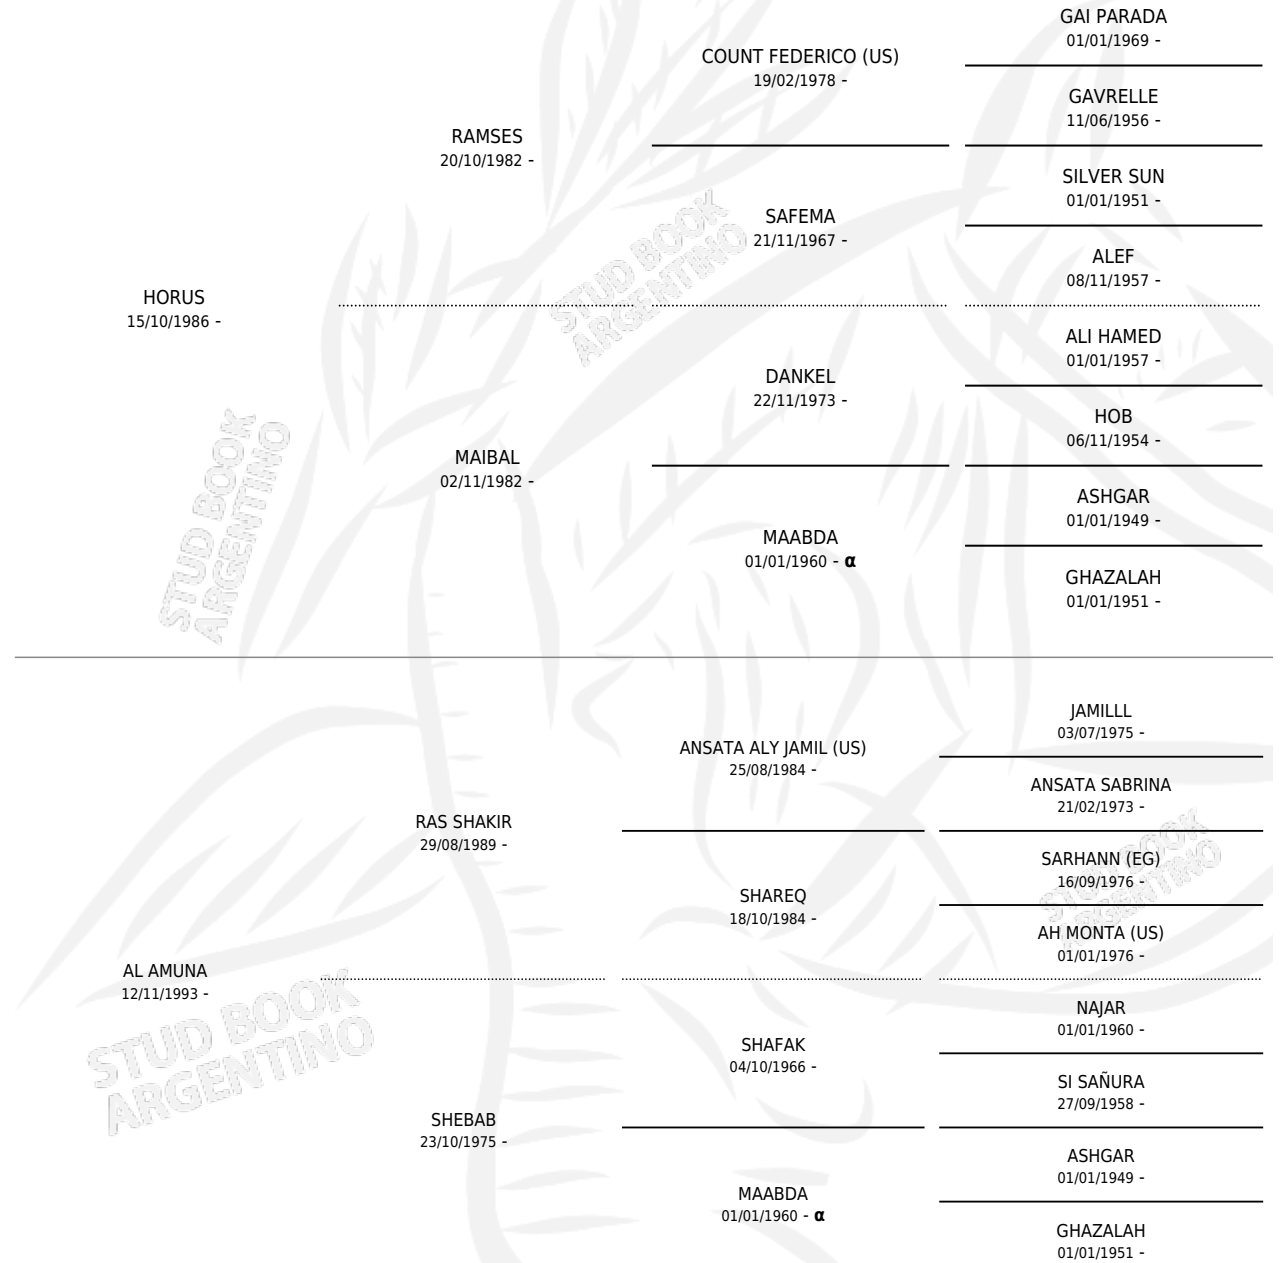 GAI PARADA
01/01/1969 -
COUNT FEDERICO (US)
19/02/1978 -
GAVRELLE
11/06/1956 -
RAMSES
20/10/1982 -
SILVER SUN
01/01/1951 -
SAFEMA
21/11/1967 -
ALEF
08/11/1957 -
HORUS
15/10/1986 -
ALI HAMED
01/01/1957 -
DANKEL
22/11/1973 -
HOB
06/11/1954 -
MAIBAL
02/11/1982 -
ASHGAR
01/01/1949 -
MAABDA
01/01/1960 - α
GHAZALAH
01/01/1951 -
STUD BOOK
ARGENTINO
STUD BOOK
ARGENTINO
JAMILLL
03/07/1975 -
ANSATA ALY JAMIL (US)
25/08/1984 -
ANSATA SABRINA
21/02/1973 -
RAS SHAKIR
29/08/1989 -
SARHANN (EG)
16/09/1976 -
SHAREQ
18/10/1984 -
AH MONTA (US)
01/01/1976 -
AL AMUNA
12/11/1993 -
NAJAR
01/01/1960 -
SHAFAK
04/10/1966 -
SI SAÑURA
27/09/1958 -
SHEBAB
23/10/1975 -
ASHGAR
01/01/1949 -
MAABDA
01/01/1960 - α
GHAZALAH
01/01/1951 -
STUD BOOK
ARGENTINO
STUD BOOK
ARGENTINO